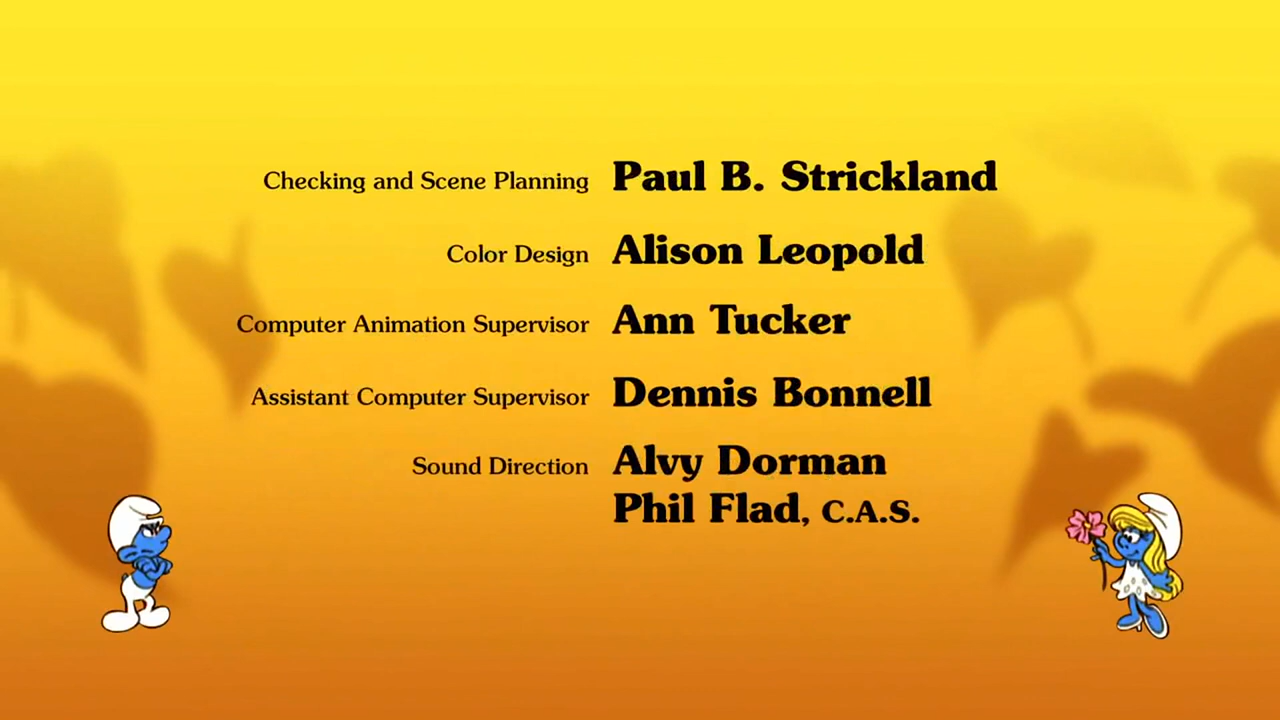 Checking and Scene Planning Paul B. Strickland
Color Design Alison Leopold
Computer Animation Supervisor Ann Tucker
Assistant Computer Supervisor Dennis Bonnell
Sound Direction Alvy Dorman
Phil Flad, C.A.S.